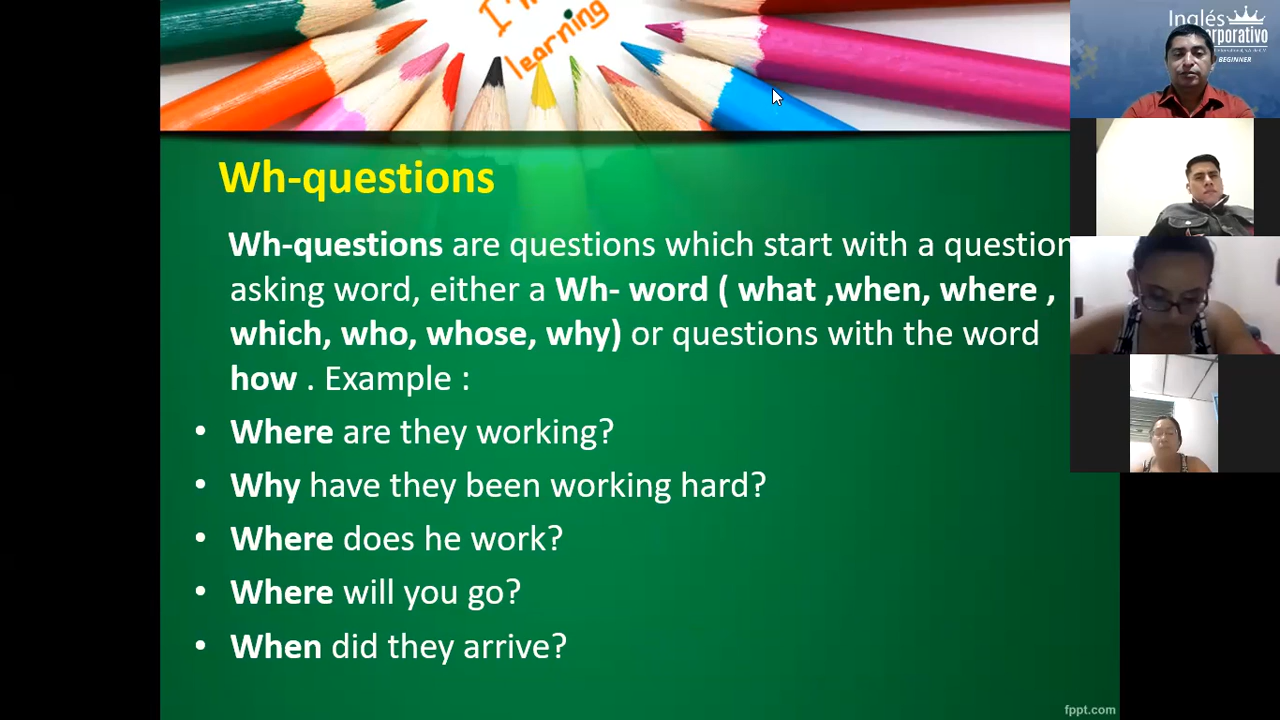 I'm
learning
Inglés
Corporativo
BEGINNER
Wh-questions
Wh-questions are questions which start with a question
asking word, either a Wh- word ( what ,when, where ,
which, who, whose, why) or questions with the word
how . Example :
• Where are they working?
• Why have they been working hard?
• Where does he work?
• Where will you go?
• When did they arrive?
fppt.com